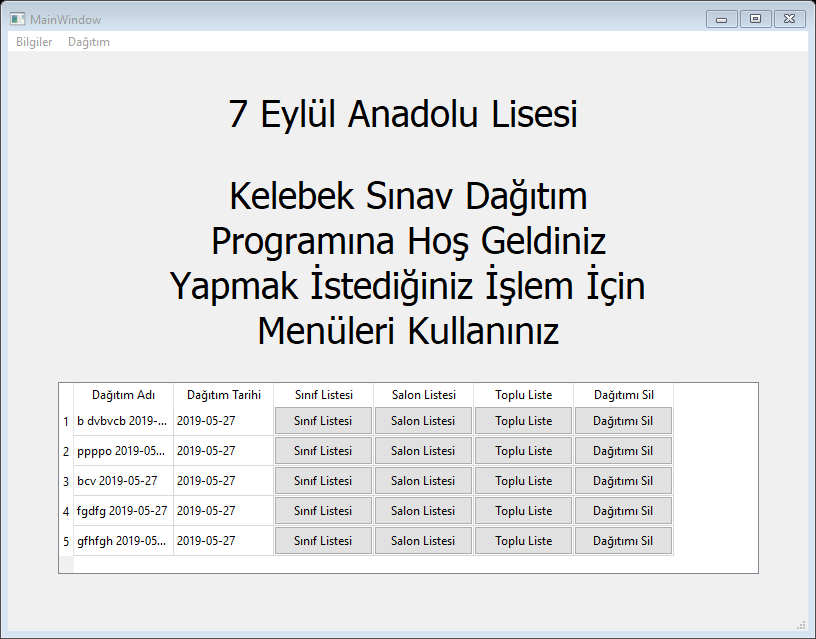 MainWindow
Bilgiler Dağıtım
7 Eylül Anadolu Lisesi
Kelebek Sınav Dağıtım
Programına Hoş Geldiniz
Yapmak İstediğiniz İşlem İçin
Menüleri Kullanınız
Dağıtım Adı Dağıtım Tarihi Sınıf Listesi Salon Listesi Toplu Liste Dağıtımı Sil
1 b dvbvcb 2019-... 2019-05-27 Sınıf Listesi Salon Listesi Toplu Liste Dağıtımı Sil
2 ppppo 2019-05... 2019-05-27 Sınıf Listesi Salon Listesi Toplu Liste Dağıtımı Sil
3 bcv 2019-05-27 2019-05-27 Sınıf Listesi Salon Listesi Toplu Liste Dağıtımı Sil
4 fgdfg 2019-05-27 2019-05-27 Sınıf Listesi Salon Listesi Toplu Liste Dağıtımı Sil
5 gfhfgh 2019-05... 2019-05-27 Sınıf Listesi Salon Listesi Toplu Liste Dağıtımı Sil